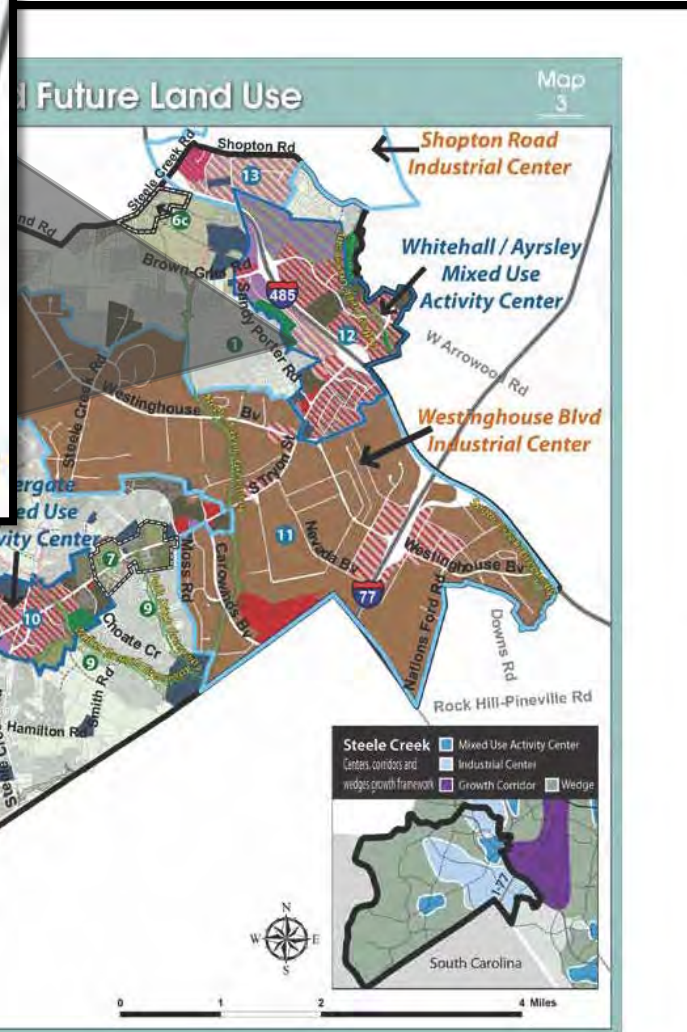 Future Land Use
Map
3
Shopton Road
Industrial Center
Shopton Rd
Steele Creek Rd
13
6c
nd Rd
Whitehall / Ayrsley
Mixed Use
Activity Center
Brown-Grier Rd
485
Sandy Porter Rd
12
1
W Arrowood Rd
Westinghouse Bv
Steele Creek Rd
Westinghouse Blvd
Industrial Center
S Tryon St
ergate
ed Use
vity Center
11
Nevada Bv
Westinghouse Bv
7
Moss Rd
Carowinds Bv
77
9
10
Nations Ford Rd
Downs Rd
Choate Cr
9
Smith Rd
Hamilton Rd
Rock Hill-Pineville Rd
Steele Cree
Steele Creek
Centers, corridors and
wedges growth framework
Mixed Use Activity Center
Industrial Center
Growth Corridor
Wedge
I-77
South Carolina
N
W
E
S
0 1 2 4 Miles